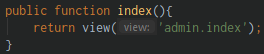 public function index(){
return view( view: 'admin.index');
}